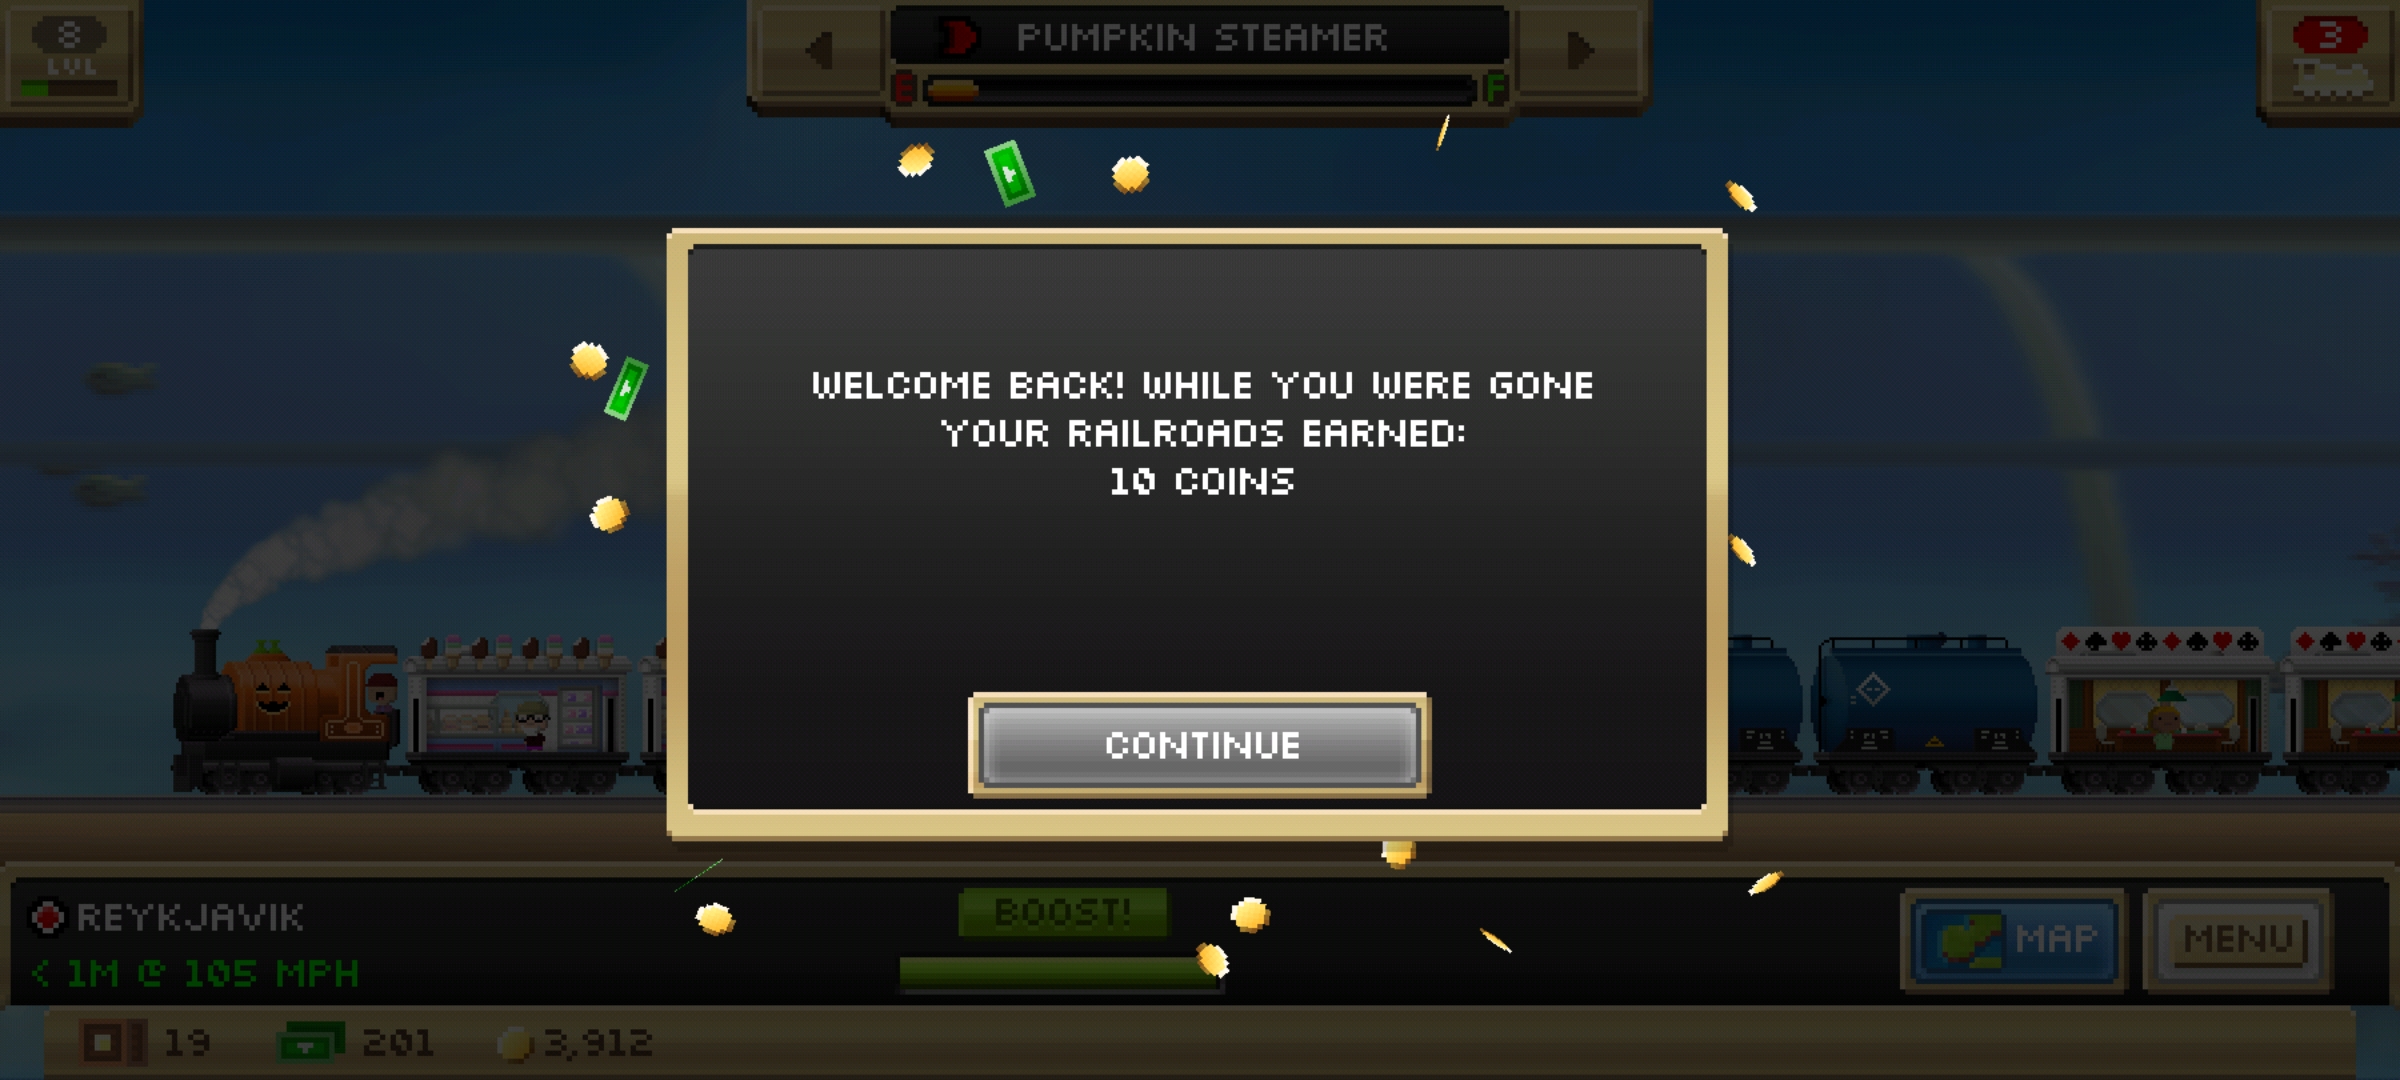 8
LVL
PUMPKIN STEAMER
E F
3
WELCOME BACK! WHILE YOU WERE GONE
YOUR RAILROADS EARNED:
10 COINS
CONTINUE
REYKJAVIK
< 1M @ 105 MPH
BOOST!
MAP
MENU
19 201 3,912